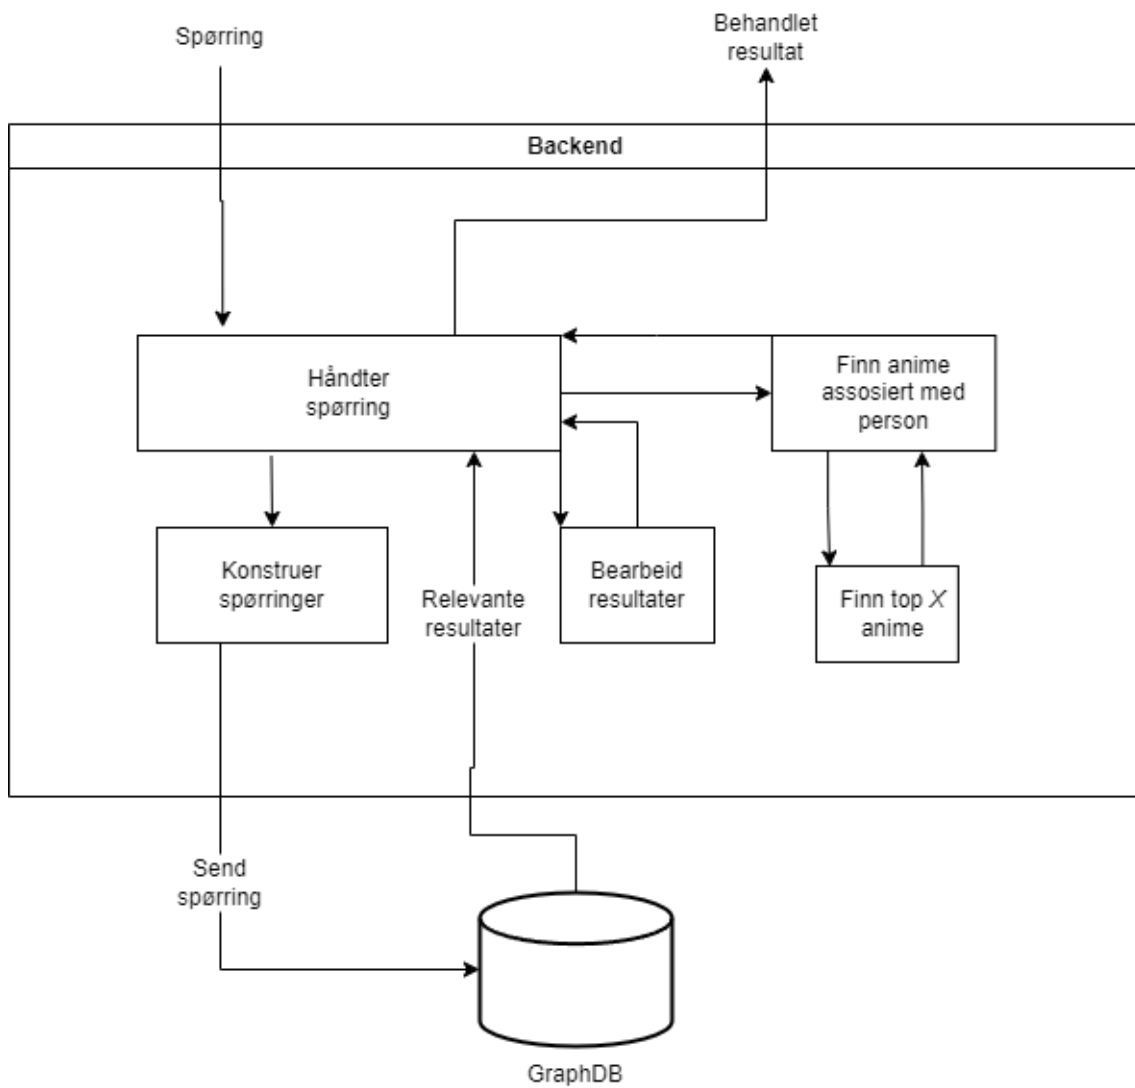 Spørring
Behandlet
resultat
Backend
Håndter
spørring
Finn anime
assosiert med
person
Konstruer
spørringer
Relevante
resultater
Bearbeid
resultater
Finn top X
anime
Send
spørring
GraphDB